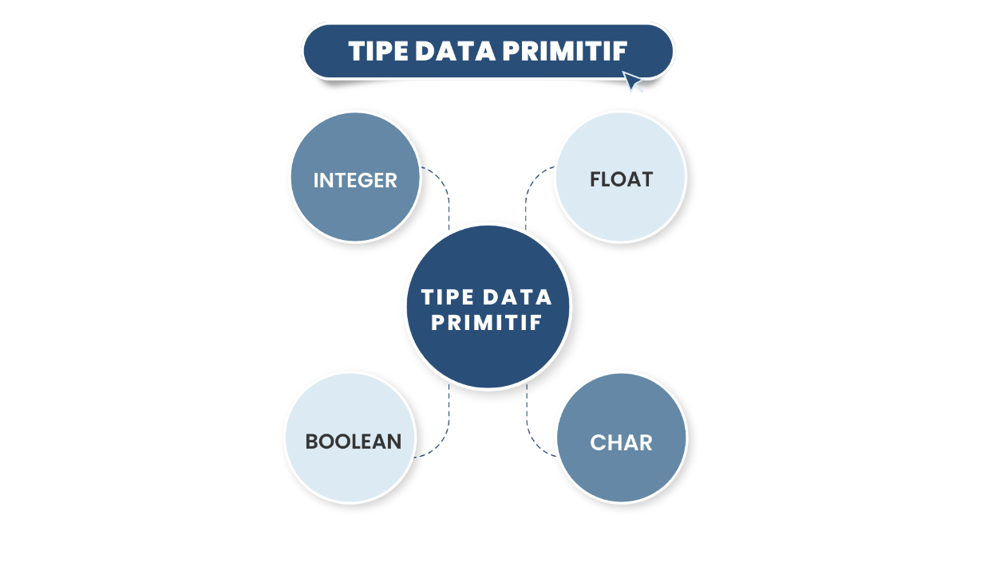 TIPE DATA PRIMITIF
INTEGER
FLOAT
TIPE DATA
PRIMITIF
BOOLEAN
CHAR